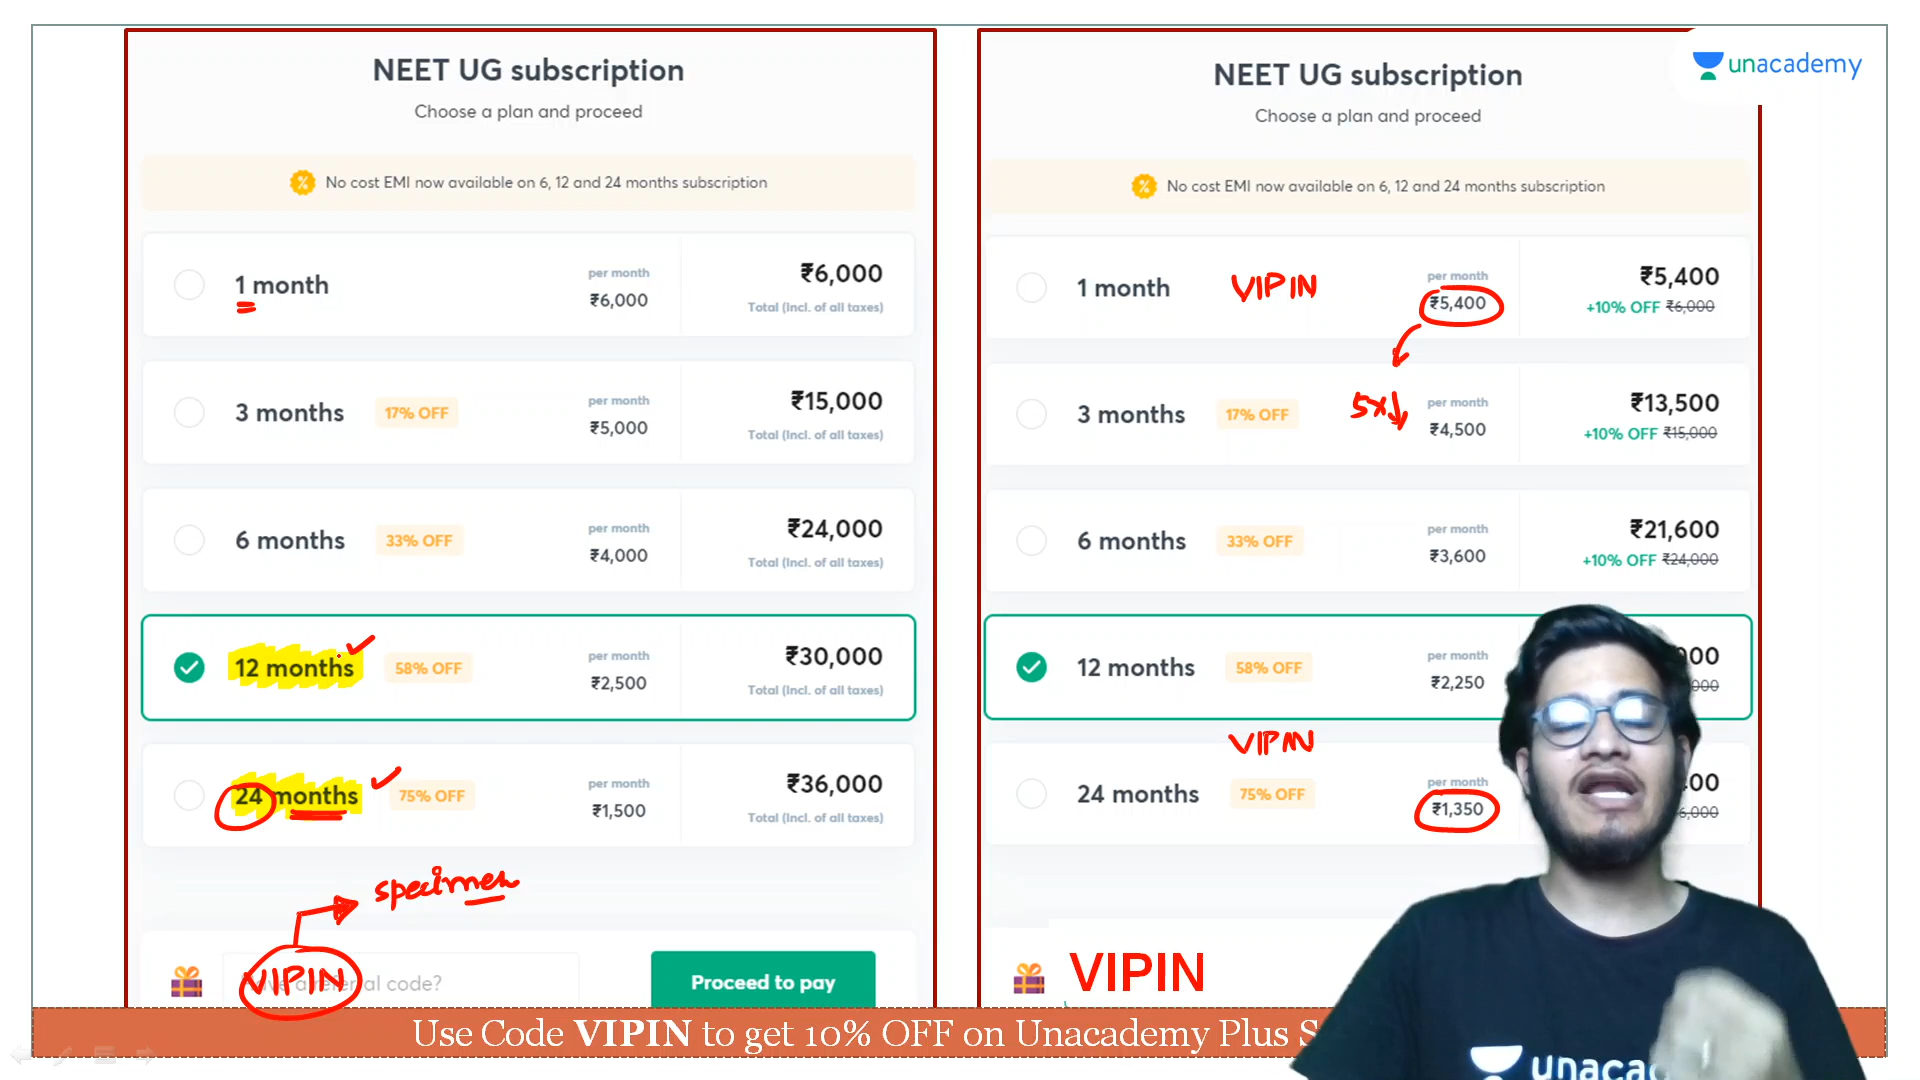 NEET UG subscription
Choose a plan and proceed
No cost EMI now available on 6, 12 and 24 months subscription
1 month
per month
₹6,000
₹6,000
Total (Incl. of all taxes)
3 months
17% OFF
per month
₹5,000
₹15,000
Total (Incl. of all taxes)
6 months
33% OFF
per month
₹4,000
₹24,000
Total (Incl. of all taxes)
12 months
58% OFF
per month
₹2,500
₹30,000
Total (Incl. of all taxes)
24 months
75% OFF
per month
₹1,500
₹36,000
Total (Incl. of all taxes)
specimen
VIPIN
al code?
Proceed to pay
unacademy
NEET UG subscription
Choose a plan and proceed
No cost EMI now available on 6, 12 and 24 months subscription
1 month
VIPIN
per month
₹5,400
₹5,400
+10% OFF ₹6,000
3 months
17% OFF
per month
₹4,500
₹13,500
+10% OFF ₹15,000
6 months
33% OFF
per month
₹3,600
₹21,600
+10% OFF ₹24,000
12 months
58% OFF
per month
₹2,250
VIPIN
24 months
75% OFF
per month
₹1,350
VIPIN
Use Code VIPIN to get 10% OFF on Unacademy Plus
unacad